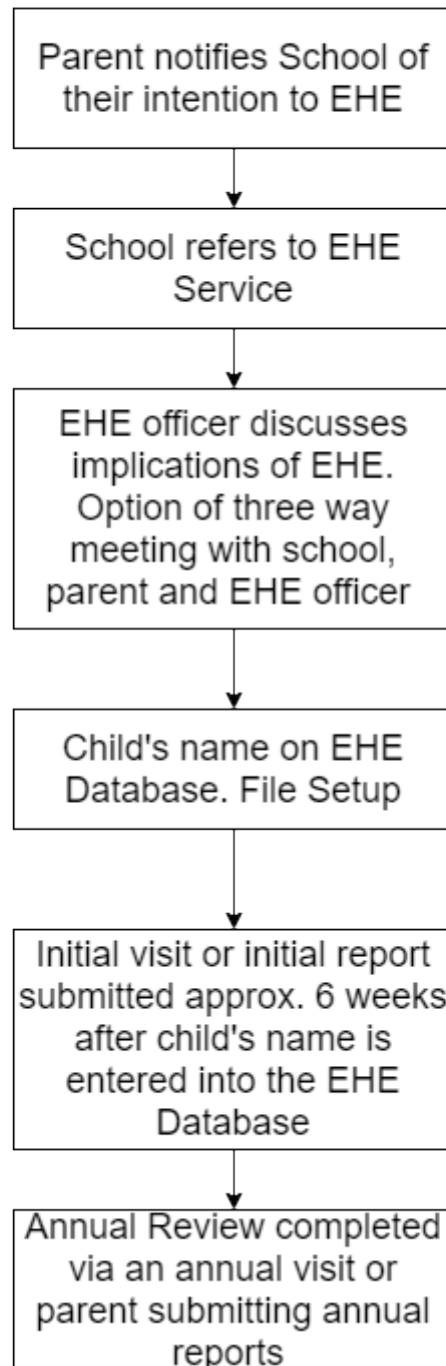 Parent notifies School of
their intention to EHE
School refers to EHE
Service
EHE officer discusses
implications of EHE.
Option of three way
meeting with school,
parent and EHE officer
Child's name on EHE
Database. File Setup
Initial visit or initial report
submitted approx. 6 weeks
after child's name is
entered into the EHE
Database
Annual Review completed
via an annual visit or
parent submitting annual
reports